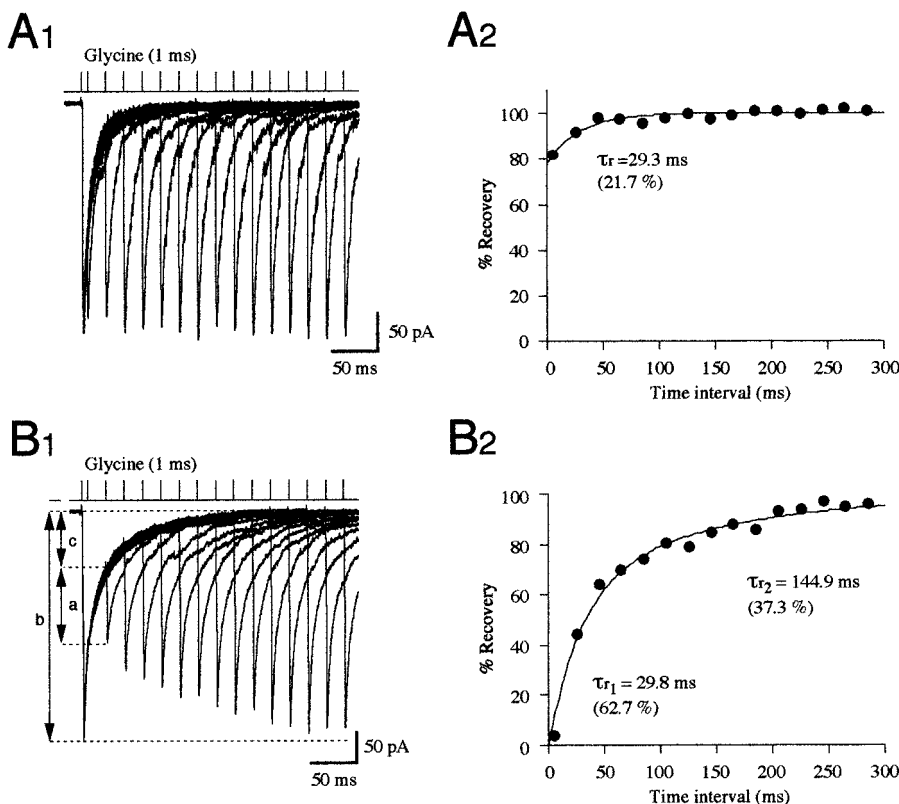 A1
Glycine (1 ms)
50 pA
50 ms
A2
% Recovery
100
80
60
40
20
0
τr =29.3 ms
(21.7 %)
0 50 100 150 200 250 300
Time interval (ms)
B1
Glycine (1 ms)
c
a
b
50 pA
50 ms
B2
% Recovery
100
80
60
40
20
0
τr2 = 144.9 ms
(37.3 %)
τr1 = 29.8 ms
(62.7 %)
0 50 100 150 200 250 300
Time interval (ms)